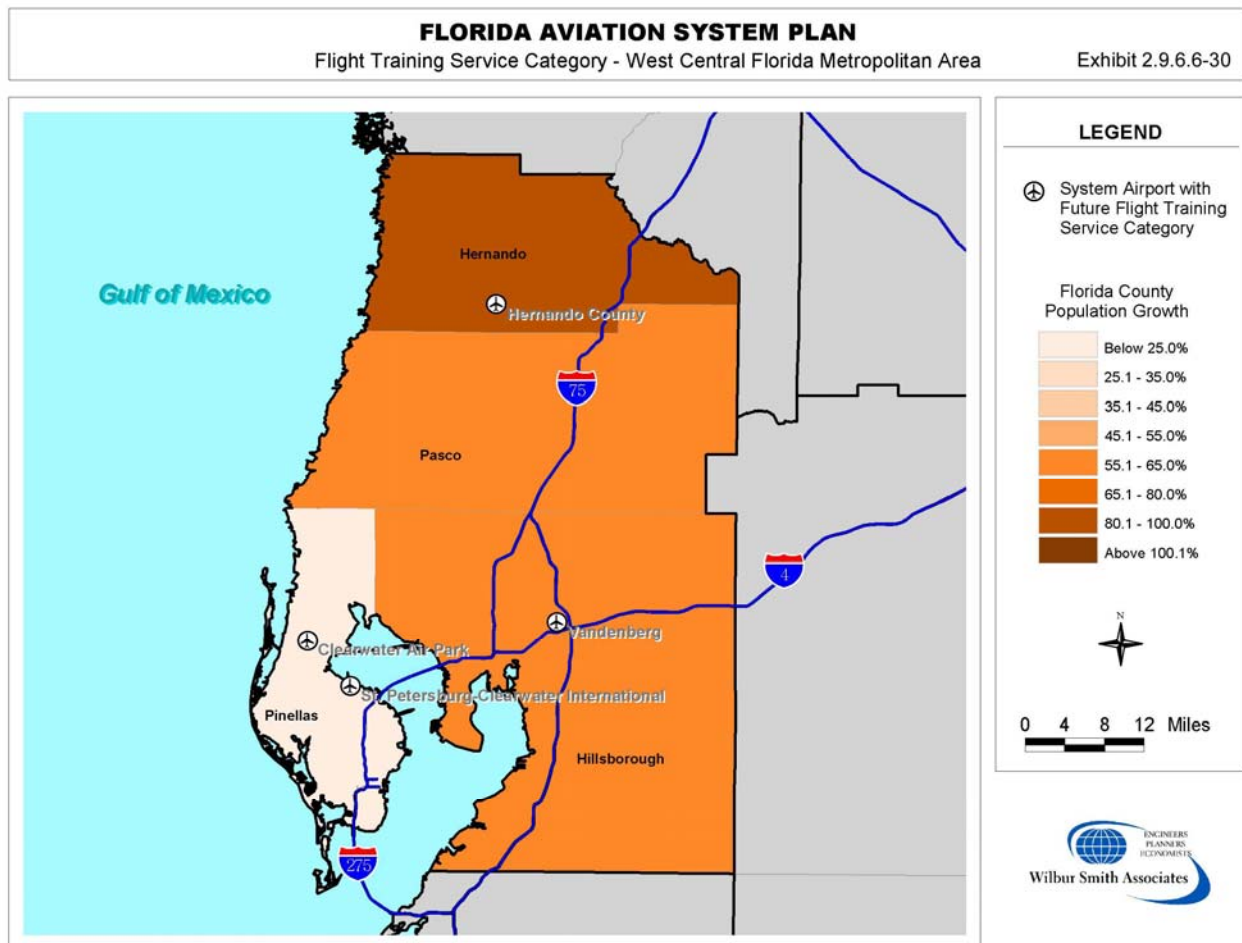 FLORIDA AVIATION SYSTEM PLAN
Flight Training Service Category - West Central Florida Metropolitan Area
Exhibit 2.9.6.6-30
Gulf of Mexico
Hernando
Hernando County
75
Pasco
4
Vandenberg
Clearwater Air Park
St. Petersburg-Clearwater International
Pinellas
Hillsborough
275
LEGEND
System Airport with
Future Flight Training
Service Category
Florida County
Population Growth
Below 25.0%
25.1 - 35.0%
35.1 - 45.0%
45.1 - 55.0%
55.1 - 65.0%
65.1 - 80.0%
80.1 - 100.0%
Above 100.1%
N
0 4 8 12 Miles
ENGINEERS
PLANNERS
ECONOMISTS
Wilbur Smith Associates